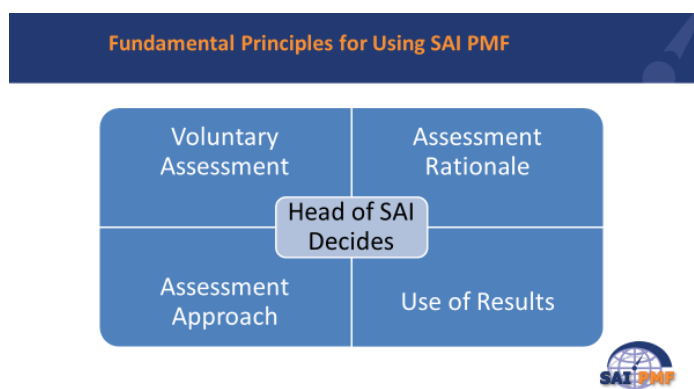 Fundamental Principles for Using SAI PMF
Voluntary
Assessment
Assessment
Rationale
Head of SAI
Decides
Assessment
Approach
Use of Results
SAI PMF